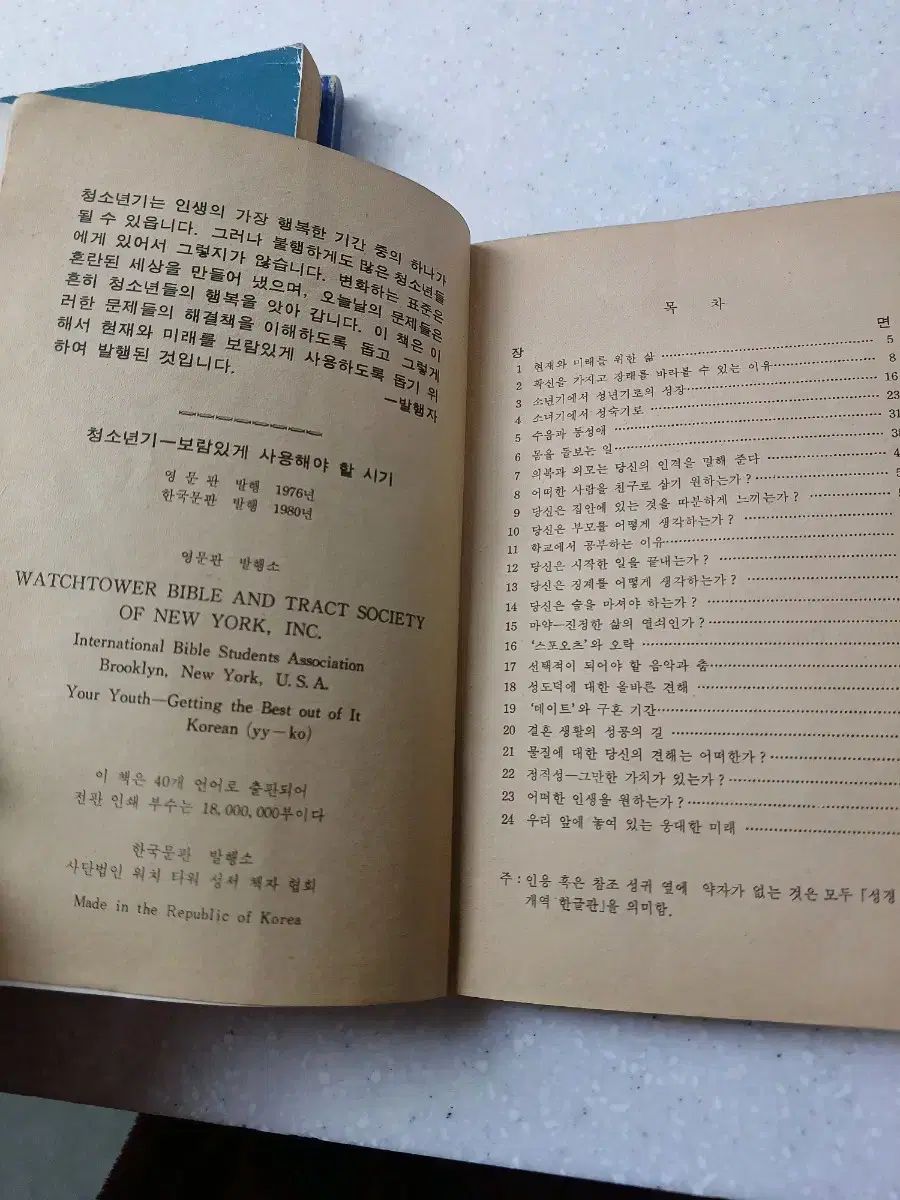 청소년기는 인생의 가장 행복한 기간 중의 하나가
될 수 있읍니다. 그러나 불행하게도 많은 청소년들
에게 있어서 그렇지가 않습니다. 변화하는 표준은
혼란된 세상을 만들어 냈으며, 오늘날의 문제들은
흔히 청소년들의 행복을 앗아 갑니다. 이 책은 이
러한 문제들의 해결책을 이해하도록 돕고 그렇게
해서 현재와 미래를 보람있게 사용하도록 돕기 위
하여 발행된 것입니다.
—발행자
청소년기—보람있게 사용해야 할 시기
영 문 판 발행 1976년
한국문판 발행 1980년
영문판 발행소
WATCHTOWER BIBLE AND TRACT SOCIETY
OF NEW YORK, INC.
International Bible Students Association
Brooklyn, New York, U.S.A.
Your Youth—Getting the Best out of It
Korean (yy—ko)
이 책은 40개 언어로 출판되어
전판 인쇄 부수는 18,000,000부이다
한국문판 발행소
사단법인 워치 타워 성서 책자 협회
Made in the Republic of Korea
목 차
장 면
1 현재와 미래를 위한 삶 5
2 확신을 가지고 장래를 바라볼 수 있는 이유 8
3 소년기에서 성년기로의 성장 16
4 소녀기에서 성숙기로 23
5 수음과 동성애 31
6 몸을 돌보는 일 38
7 의복과 외모는 당신의 인격을 말해 준다
8 어떠한 사람을 친구로 삼기 원하는가?
9 당신은 집안에 있는 것을 따분하게 느끼는가?
10 당신은 부모를 어떻게 생각하는가?
11 학교에서 공부하는 이유
12 당신은 시작한 일을 끝내는가?
13 당신은 징계를 어떻게 생각하는가?
14 당신은 술을 마셔야 하는가?
15 마약—진정한 삶의 열쇠인가?
16 '스포오츠'와 오락
17 선택적이 되어야 할 음악과 춤
18 성도덕에 대한 올바른 견해
19 '데이트'와 구혼 기간
20 결혼 생활의 성공의 길
21 물질에 대한 당신의 견해는 어떠한가?
22 정직성—그만한 가치가 있는가?
23 어떠한 인생을 원하는가?
24 우리 앞에 놓여 있는 웅대한 미래
주 : 인용 혹은 참조 성귀 옆에 약자가 없는 것은 모두 「성경
개역 한글판」을 의미함.